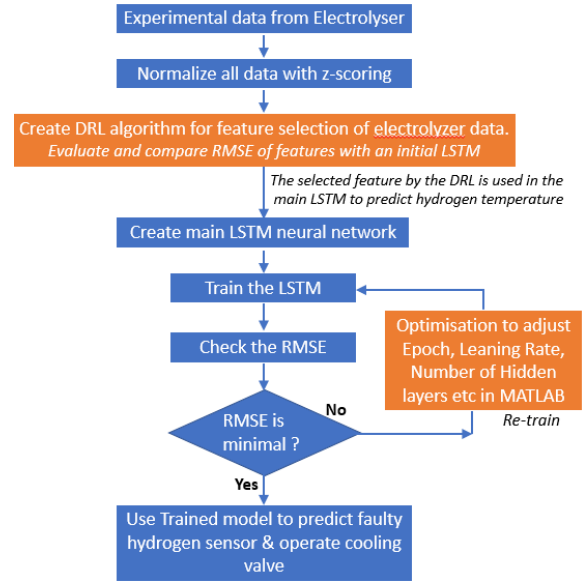 Experimental data from Electrolyser
Normalize all data with z-scoring
Create DRL algorithm for feature selection of electrolyzer data.
Evaluate and compare RMSE of features with an initial LSTM
The selected feature by the DRL is used in the
main LSTM to predict hydrogen temperature
Create main LSTM neural network
Train the LSTM
Check the RMSE
Optimisation to adjust
Epoch, Leaning Rate,
Number of Hidden
layers etc in MATLAB
Re-train
RMSE is
minimal ?
No
Yes
Use Trained model to predict faulty
hydrogen sensor & operate cooling
valve